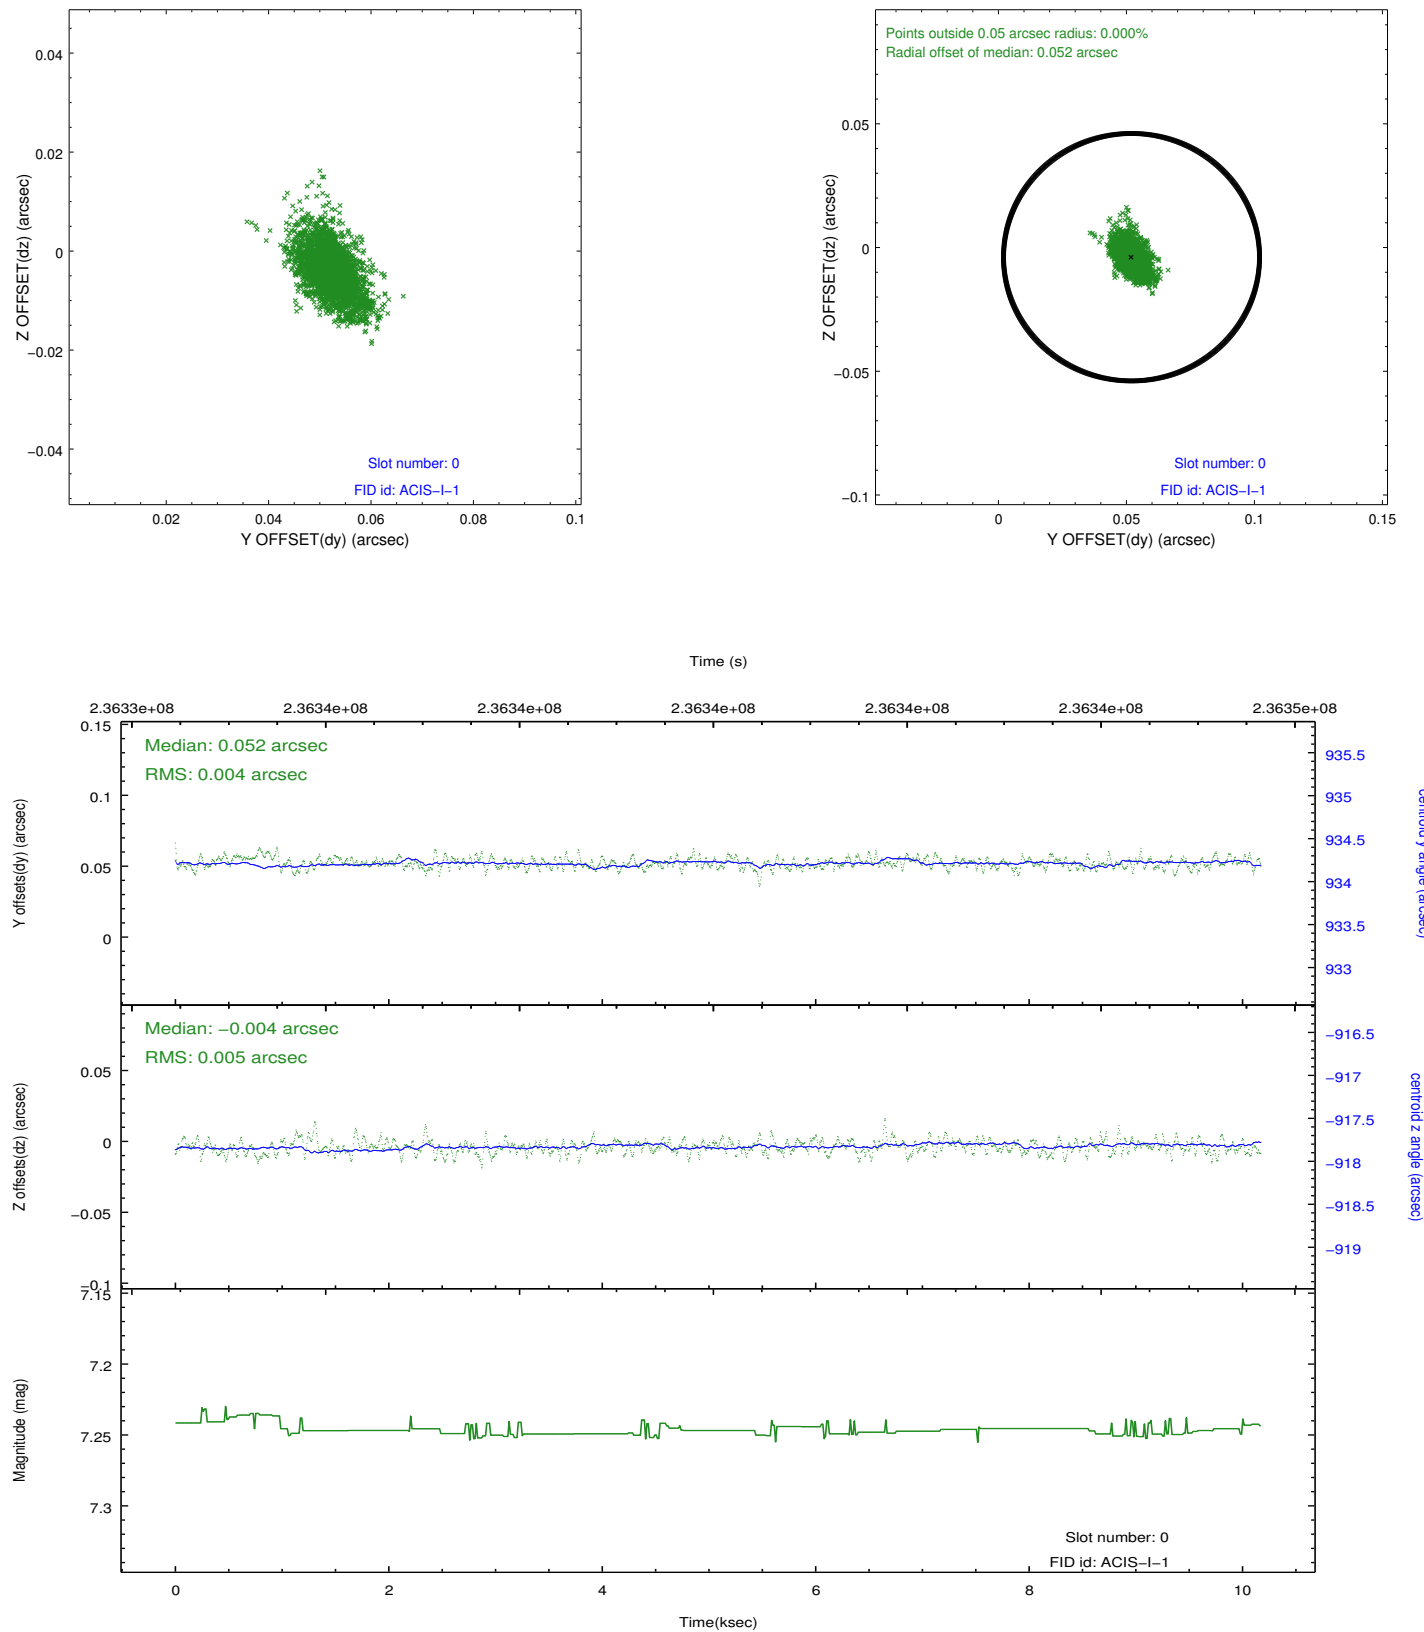 0.04
0.02
0
−0.02
−0.04
Z OFFSET(dz) (arcsec)
Slot number: 0
FID id: ACIS−I−1
0.02 0.04 0.06 0.08 0.1
Y OFFSET(dy) (arcsec)
Points outside 0.05 arcsec radius: 0.000%
Radial offset of median: 0.052 arcsec
0.05
0
−0.05
−0.1
Z OFFSET(dz) (arcsec)
Slot number: 0
FID id: ACIS−I−1
0 0.05 0.1 0.15
Y OFFSET(dy) (arcsec)
Time (s)
2.3633e+08 2.3634e+08 2.3634e+08 2.3634e+08 2.3634e+08 2.3634e+08 2.3635e+08
Median: 0.052 arcsec
RMS: 0.004 arcsec
0.15
0.1
0.05
0
Y offsets(dy) (arcsec)
935.5
935
934.5
934
933.5
933
centroid y angle (arcsec)
Median: −0.004 arcsec
RMS: 0.005 arcsec
0.05
0
−0.05
−0.1
Z offsets(dz) (arcsec)
−916.5
−917
−917.5
−918
−918.5
−919
centroid z angle (arcsec)
7.15
7.2
7.25
7.3
Magnitude (mag)
Slot number: 0
FID id: ACIS−I−1
0 2 4 6 8 10
Time(ksec)